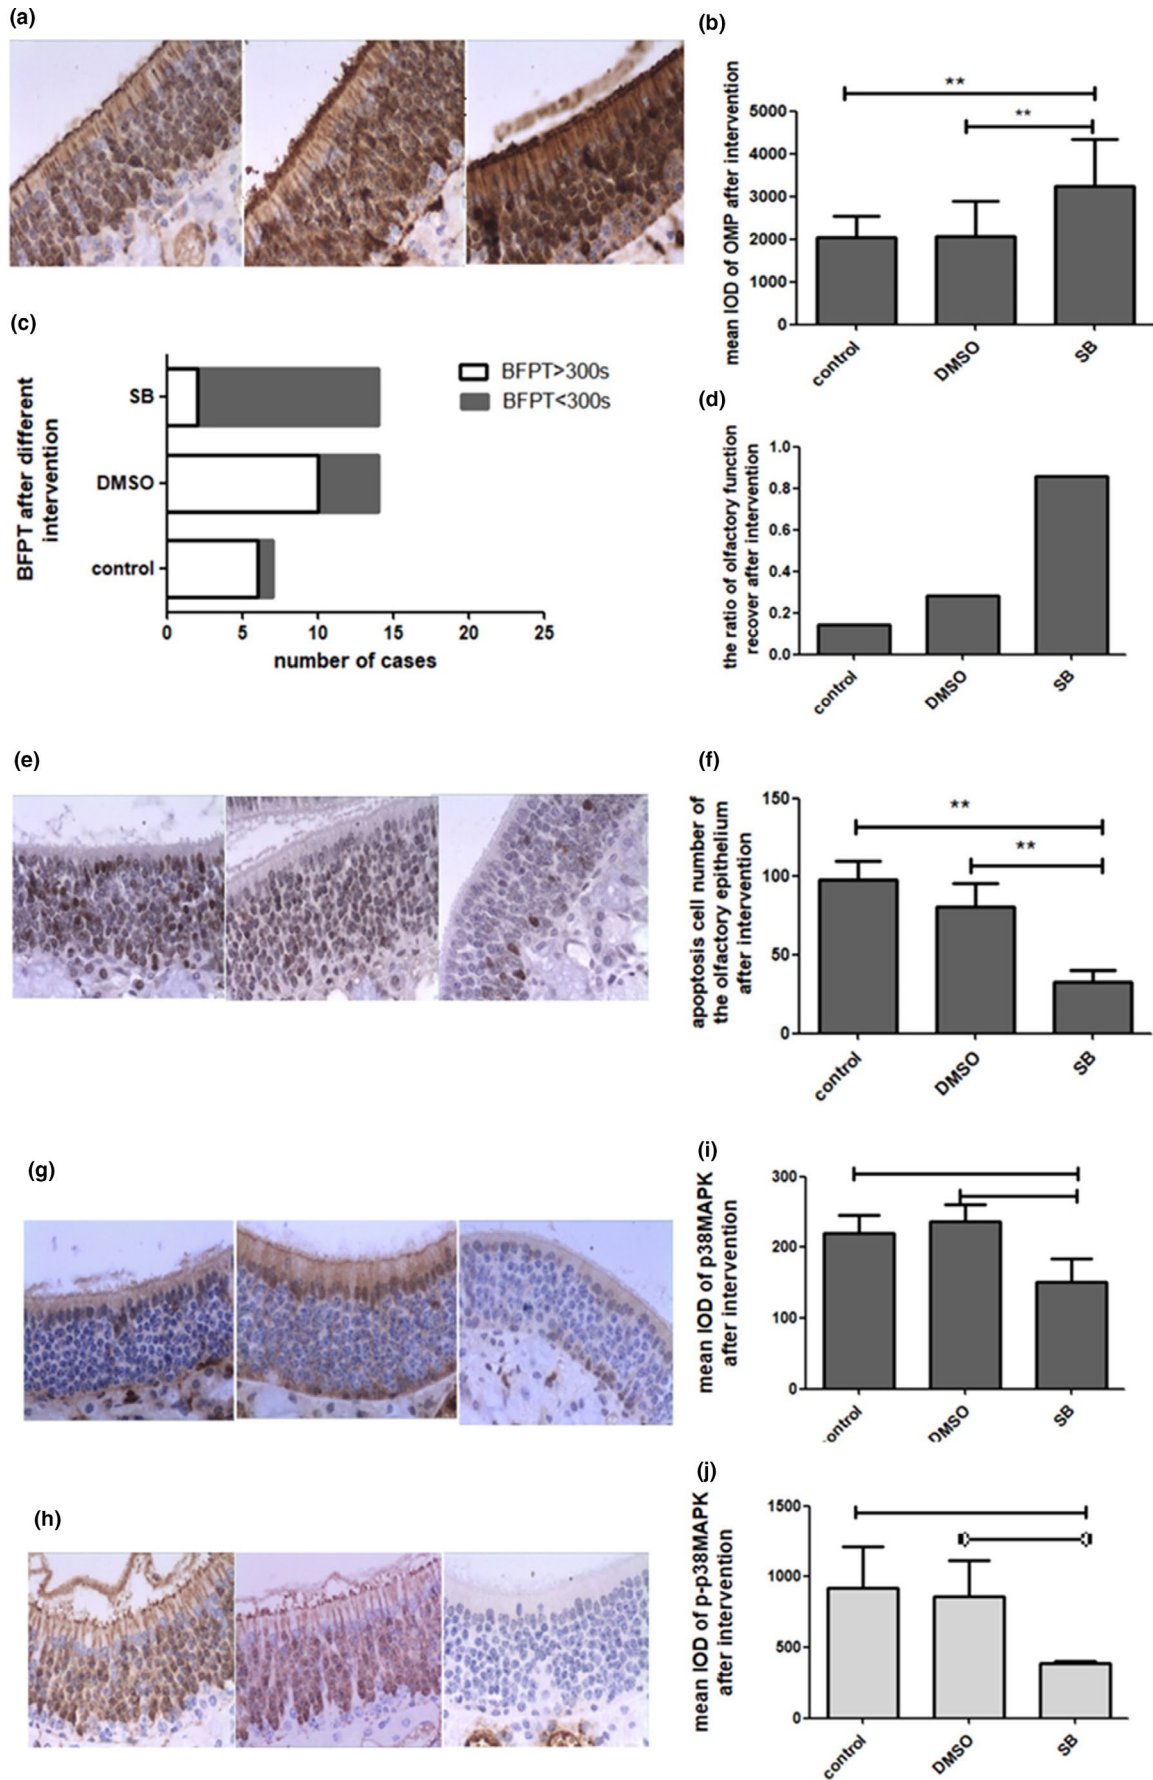 (a)
(b)
mean IOD of OMP after intervention
5000
4000
3000
2000
1000
0
**
**
control
DMSO
SB
(c)
BFPT after different
intervention
SB
DMSO
control
BFPT>300s
BFPT<300s
0 5 10 15 20 25
number of cases
(d)
the ratio of olfactory function
recover after intervention
1.0
0.8
0.6
0.4
0.2
0.0
control
DMSO
SB
(e)
(f)
apoptosis cell number of
the olfactory epithelium
after intervention
150
100
50
0
**
**
control
DMSO
SB
(g)
(i)
mean IOD of p38MAPK
after intervention
300
200
100
0
ontrol
DMSO
SB
(h)
(j)
mean IOD of p-p38MAPK
after intervention
1500
1000
500
0
control
DMSO
SB